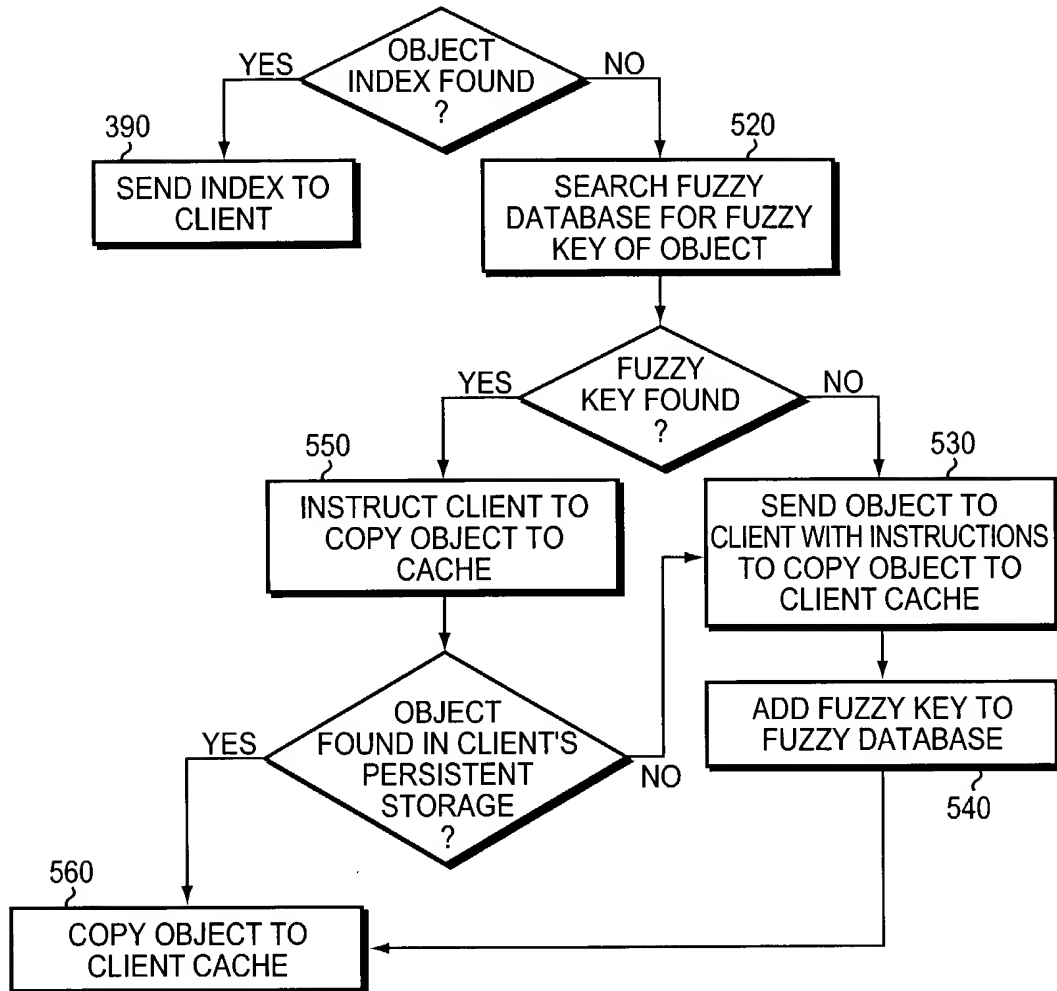 OBJECT
INDEX FOUND
?
YES
NO
390
SEND INDEX TO
CLIENT
520
SEARCH FUZZY
DATABASE FOR FUZZY
KEY OF OBJECT
FUZZY
KEY FOUND
?
YES
NO
550
INSTRUCT CLIENT TO
COPY OBJECT TO
CACHE
530
SEND OBJECT TO
CLIENT WITH INSTRUCTIONS
TO COPY OBJECT TO
CLIENT CACHE
OBJECT
FOUND IN CLIENT'S
PERSISTENT
STORAGE
?
YES
NO
ADD FUZZY KEY TO
FUZZY DATABASE
540
560
COPY OBJECT TO
CLIENT CACHE